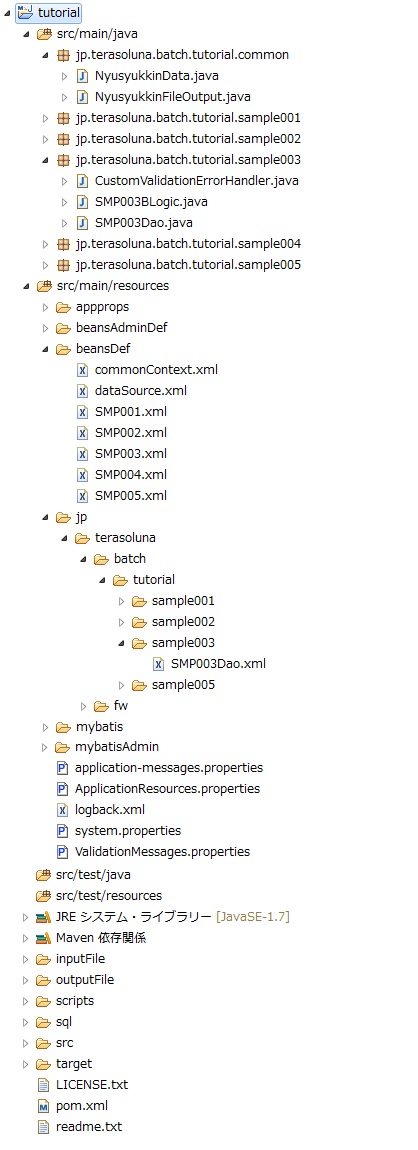 tutorial
src/main/java
jp.terasoluna.batch.tutorial.common
NyusyukkinData.java
NyusyukkinFileOutput.java
jp.terasoluna.batch.tutorial.sample001
jp.terasoluna.batch.tutorial.sample002
jp.terasoluna.batch.tutorial.sample003
CustomValidationErrorHandler.java
SMP003BLogic.java
SMP003Dao.java
jp.terasoluna.batch.tutorial.sample004
jp.terasoluna.batch.tutorial.sample005
src/main/resources
appprops
beansAdminDef
beansDef
commonContext.xml
dataSource.xml
SMP001.xml
SMP002.xml
SMP003.xml
SMP004.xml
SMP005.xml
jp
terasoluna
batch
tutorial
sample001
sample002
sample003
SMP003Dao.xml
sample005
fw
mybatis
mybatisAdmin
application-messages.properties
ApplicationResources.properties
logback.xml
system.properties
ValidationMessages.properties
src/test/java
src/test/resources
JRE システム・ライブラリー [JavaSE-1.7]
Maven 依存関係
inputFile
outputFile
scripts
sql
src
target
LICENSE.txt
pom.xml
readme.txt